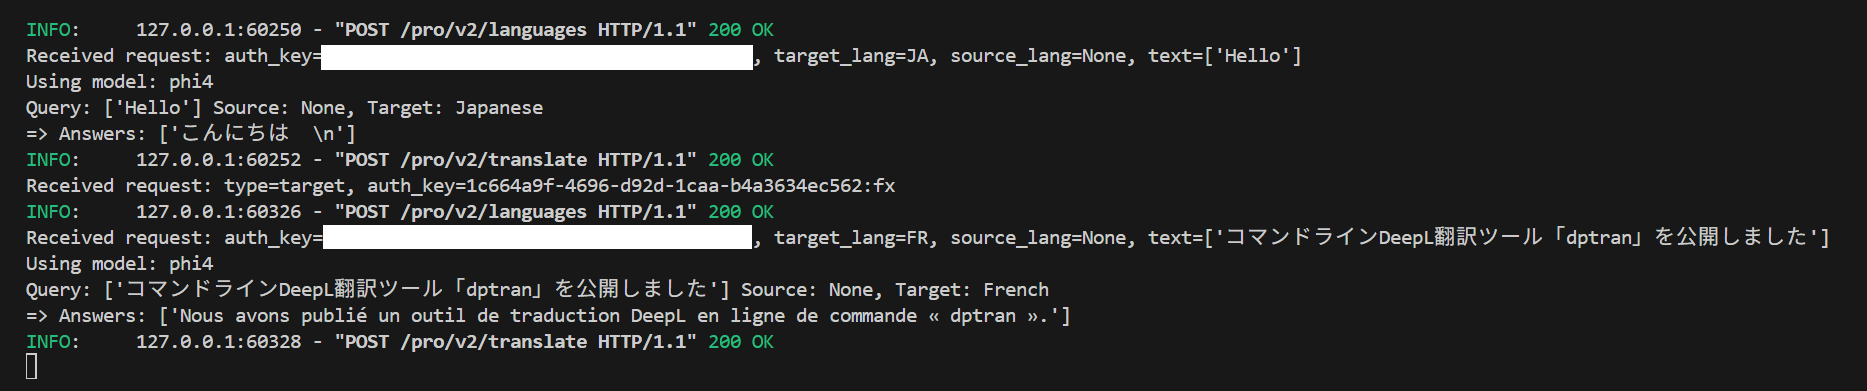 INFO:     127.0.0.1:60250 - "POST /pro/v2/languages HTTP/1.1" 200 OK
Received request: auth_key=, target_lang=JA, source_lang=None, text=['Hello']
Using model: phi4
Query: ['Hello'] Source: None, Target: Japanese
=> Answers: ['こんにちは  \n']
INFO:     127.0.0.1:60252 - "POST /pro/v2/translate HTTP/1.1" 200 OK
Received request: type=target, auth_key=1c664a9f-4696-d92d-1caa-b4a3634ec562:fx
INFO:     127.0.0.1:60326 - "POST /pro/v2/languages HTTP/1.1" 200 OK
Received request: auth_key=, target_lang=FR, source_lang=None, text=['コマンドラインDeepL翻訳ツール「dptran」を公開しました']
Using model: phi4
Query: ['コマンドラインDeepL翻訳ツール「dptran」を公開しました'] Source: None, Target: French
=> Answers: ['Nous avons publié un outil de traduction DeepL en ligne de commande « dptran ».']
INFO:     127.0.0.1:60328 - "POST /pro/v2/translate HTTP/1.1" 200 OK